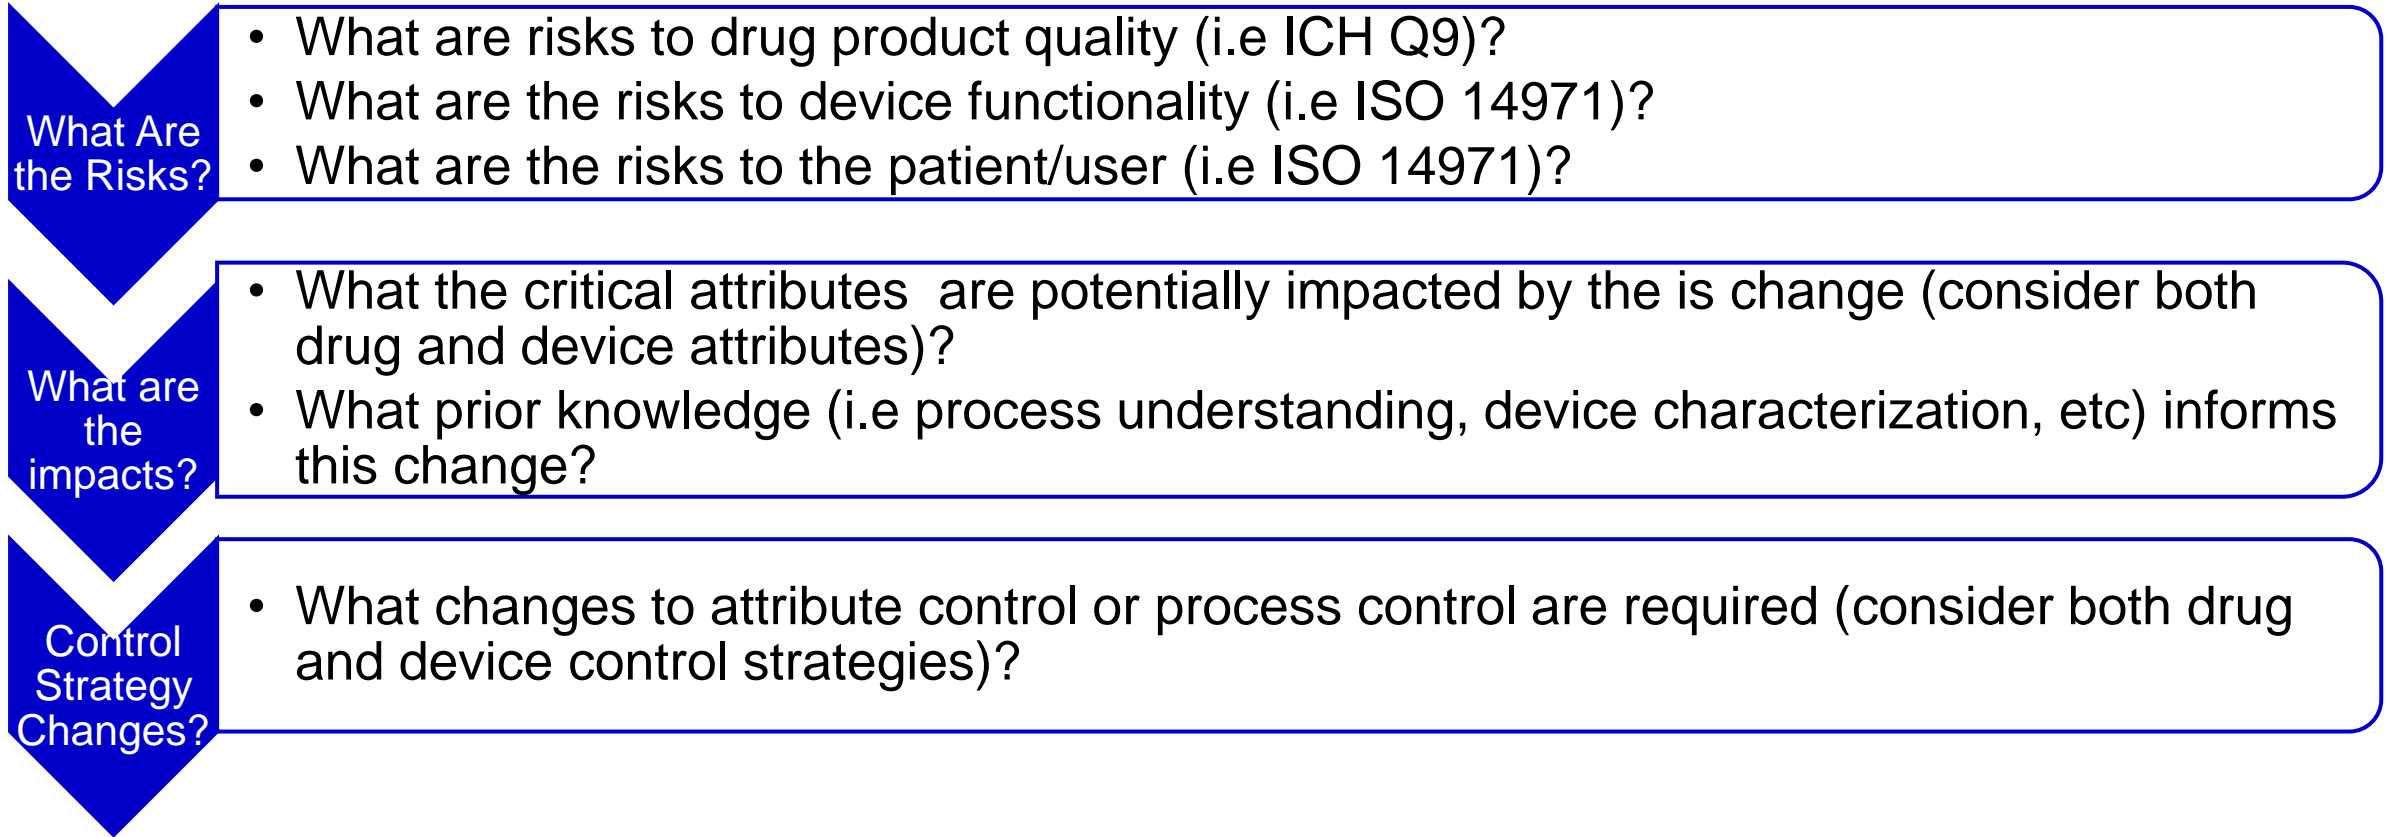 What Are
the Risks?
• What are risks to drug product quality (i.e ICH Q9)?
• What are the risks to device functionality (i.e ISO 14971)?
• What are the risks to the patient/user (i.e ISO 14971)?
What are
the
impacts?
• What the critical attributes  are potentially impacted by the is change (consider both
drug and device attributes)?
• What prior knowledge (i.e process understanding, device characterization, etc) informs
this change?
Control
Strategy
Changes?
• What changes to attribute control or process control are required (consider both drug
and device control strategies)?